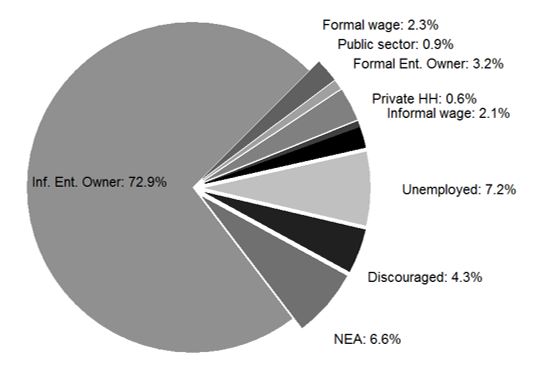 Formal wage: 2.3%
Public sector: 0.9%
Formal Ent. Owner: 3.2%
Private HH: 0.6%
Informal wage: 2.1%
Inf. Ent. Owner: 72.9%
Unemployed: 7.2%
Discouraged: 4.3%
NEA: 6.6%